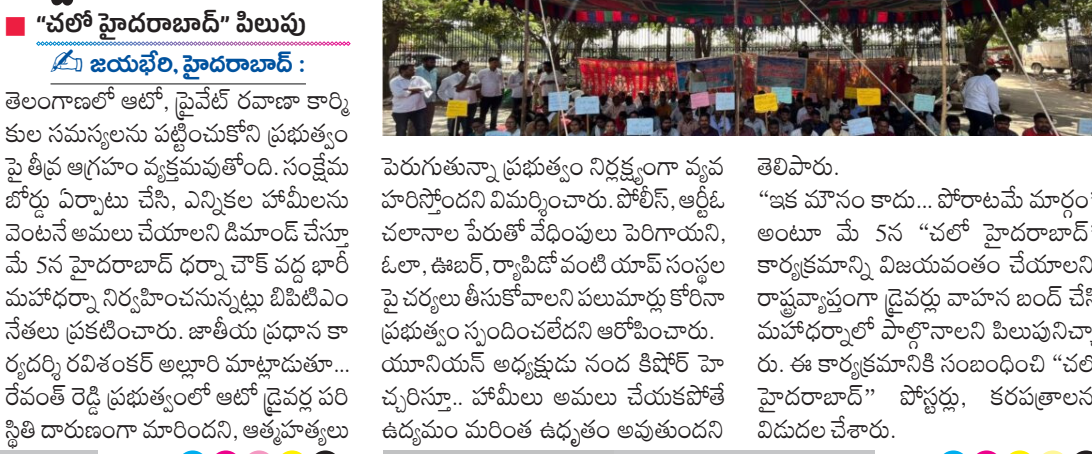 “చలో హైదరాబాద్” పిలుపు
జయభేరి, హైదరాబాద్ :
తెలంగాణలో ఆటో, ప్రైవేట్ రవాణా కార్మి
కుల సమస్యలను పట్టించుకోని ప్రభుత్వం
పై తీవ్ర ఆగ్రహం వ్యక్తమవుతోంది. సంక్షేమ
బోర్డు ఏర్పాటు చేసి, ఎన్నికల హామీలను
వెంటనే అమలు చేయాలని డిమాండ్ చేస్తూ
మే 5న హైదరాబాద్ ధర్నా చౌక్ వద్ద భారీ
మహాధర్నా నిర్వహించనున్నట్లు బిపిటిఎం
నేతలు ప్రకటించారు. జాతీయ ప్రధాన కా
ర్యదర్శి రవిశంకర్ అల్లూరి మాట్లాడుతూ...
రేవంత్ రెడ్డి ప్రభుత్వంలో ఆటో డ్రైవర్ల పరి
స్థితి దారుణంగా మారిందని, ఆత్మహత్యలు
పెరుగుతున్నా ప్రభుత్వం నిర్లక్ష్యంగా వ్యవ
హరిస్తోందని విమర్శించారు. పోలీస్, ఆర్టీఓ
చలానాల పేరుతో వేధింపులు పెరిగాయని,
ఓలా, ఊబర్, ర్యాపిడో వంటి యాప్ సంస్థల
పై చర్యలు తీసుకోవాలని పలుమార్లు కోరినా
ప్రభుత్వం స్పందించలేదని ఆరోపించారు.
యూనియన్ అధ్యక్షుడు నంద కిషోర్ హె
చ్చరిస్తూ.. హామీలు అమలు చేయకపోతే
ఉద్యమం మరింత ఉధృతం అవుతుందని
తెలిపారు.
“ఇక మౌనం కాదు... పోరాటమే మార్గం”
అంటూ మే 5న “చలో హైదరాబాద్”
కార్యక్రమాన్ని విజయవంతం చేయాలని
రాష్ట్రవ్యాప్తంగా డ్రైవర్లు వాహన బంద్ చేసి
మహాధర్నాలో పాల్గొనాలని పిలుపునిచ్చా
రు. ఈ కార్యక్రమానికి సంబంధించి “చలో
హైదరాబాద్” పోస్టర్లు, కరపత్రాలను
విడుదల చేశారు.